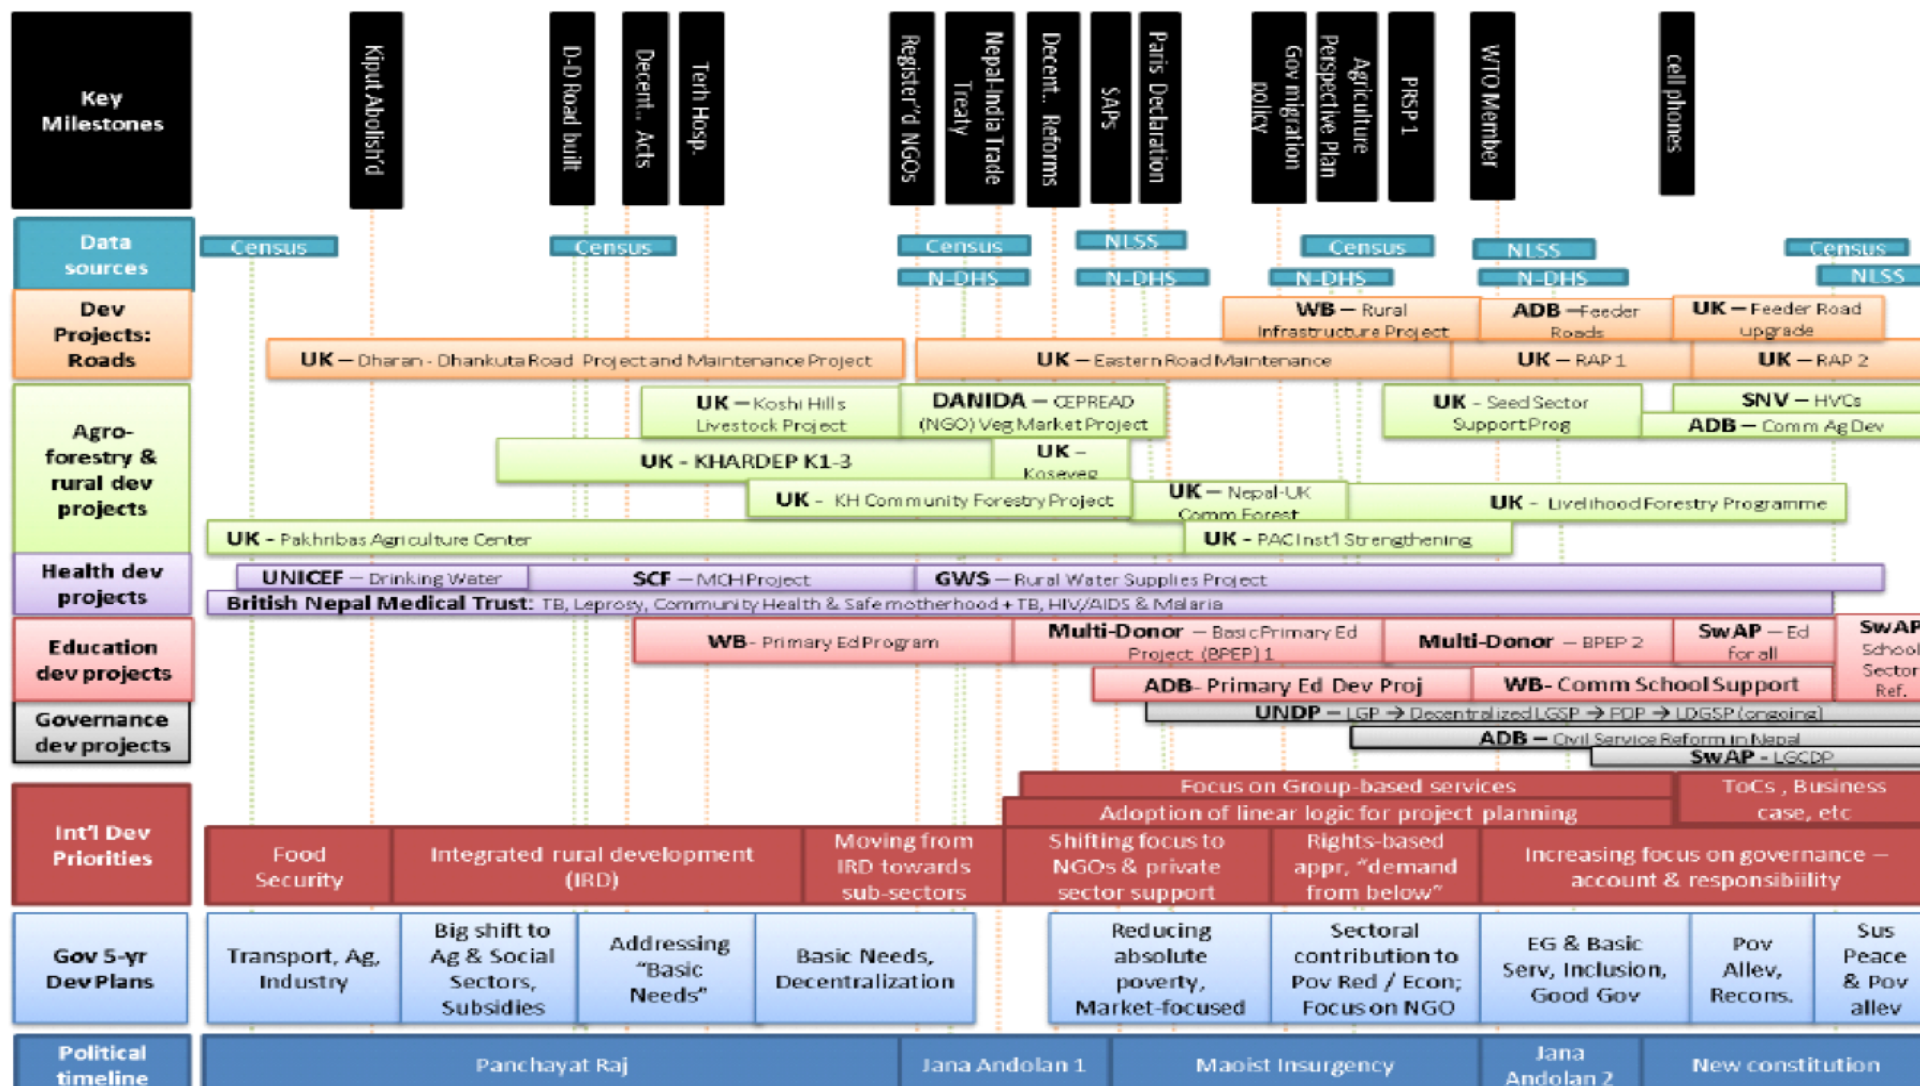 Key
Milestones
Kiput Abolish'd
D-D Road built
Decent.. Acts
Terh Hosp.
Register'd NGOs
Nepal-India Trade
Treaty
Decent.. Reforms
SAPs
Paris Declaration
Gov migration
policy
Agriculture
Perspective Plan
PRSP 1
WTO Member
cell phones
Data
sources
Census
Census
Census
NLSS
Census
NLSS
Census
N-DHS
N-DHS
N-DHS
N-DHS
NLSS
Dev
Projects:
Roads
WB – Rural
Infrastructure Project
ADB –Feeder
Roads
UK – Feeder Road
upgrade
UK – Dharan - Dhankuta Road Project and Maintenance Project
UK – Eastern Road Maintenance
UK – RAP 1
UK – RAP 2
Agro-
forestry &
rural dev
projects
UK – Koshi Hills
Livestock Project
DANIDA – CEPREAD
(NGO) Veg Market Project
UK - Seed Sector
Support Prog
SNV – HVCs
ADB – Comm Ag Dev
UK - KHARDEP K1-3
UK –
Koseveg
UK - KH Community Forestry Project
UK – Nepal-UK
Comm Forest
UK - Livelihood Forestry Programme
UK - Pakhribas Agriculture Center
UK - PAC Inst'l Strengthening
Health dev
projects
UNICEF – Drinking Water
SCF – MCH Project
GWS – Rural Water Supplies Project
British Nepal Medical Trust: TB, Leprosy, Community Health & Safe motherhood + TB, HIV/AIDS & Malaria
Education
dev projects
WB- Primary Ed Program
Multi-Donor – Basic Primary Ed
Project (BPEP) 1
Multi-Donor – BPEP 2
SwAP – Ed
for all
SwAP
School
Sector
Ref.
ADB- Primary Ed Dev Proj
WB- Comm School Support
Governance
dev projects
UNDP – LGP → Decentralized LGSP → PDP → LDGSP (ongoing)
ADB – Civil Service Reform in Nepal
SwAP - LGCDP
Int'l Dev
Priorities
Focus on Group-based services
Adoption of linear logic for project planning
ToCs , Business
case, etc
Food
Security
Integrated rural development
(IRD)
Moving from
IRD towards
sub-sectors
Shifting focus to
NGOs & private
sector support
Rights-based
appr, "demand
from below"
Increasing focus on governance –
account & responsibiility
Gov 5-yr
Dev Plans
Transport, Ag,
Industry
Big shift to
Ag & Social
Sectors,
Subsidies
Addressing
"Basic
Needs"
Basic Needs,
Decentralization
Reducing
absolute
poverty,
Market-focused
Sectoral
contribution to
Pov Red / Econ;
Focus on NGO
EG & Basic
Serv, Inclusion,
Good Gov
Pov
Allev,
Recons.
Sus
Peace
& Pov
allev
Political
timeline
Panchayat Raj
Jana Andolan 1
Maoist Insurgency
Jana
Andolan 2
New constitution